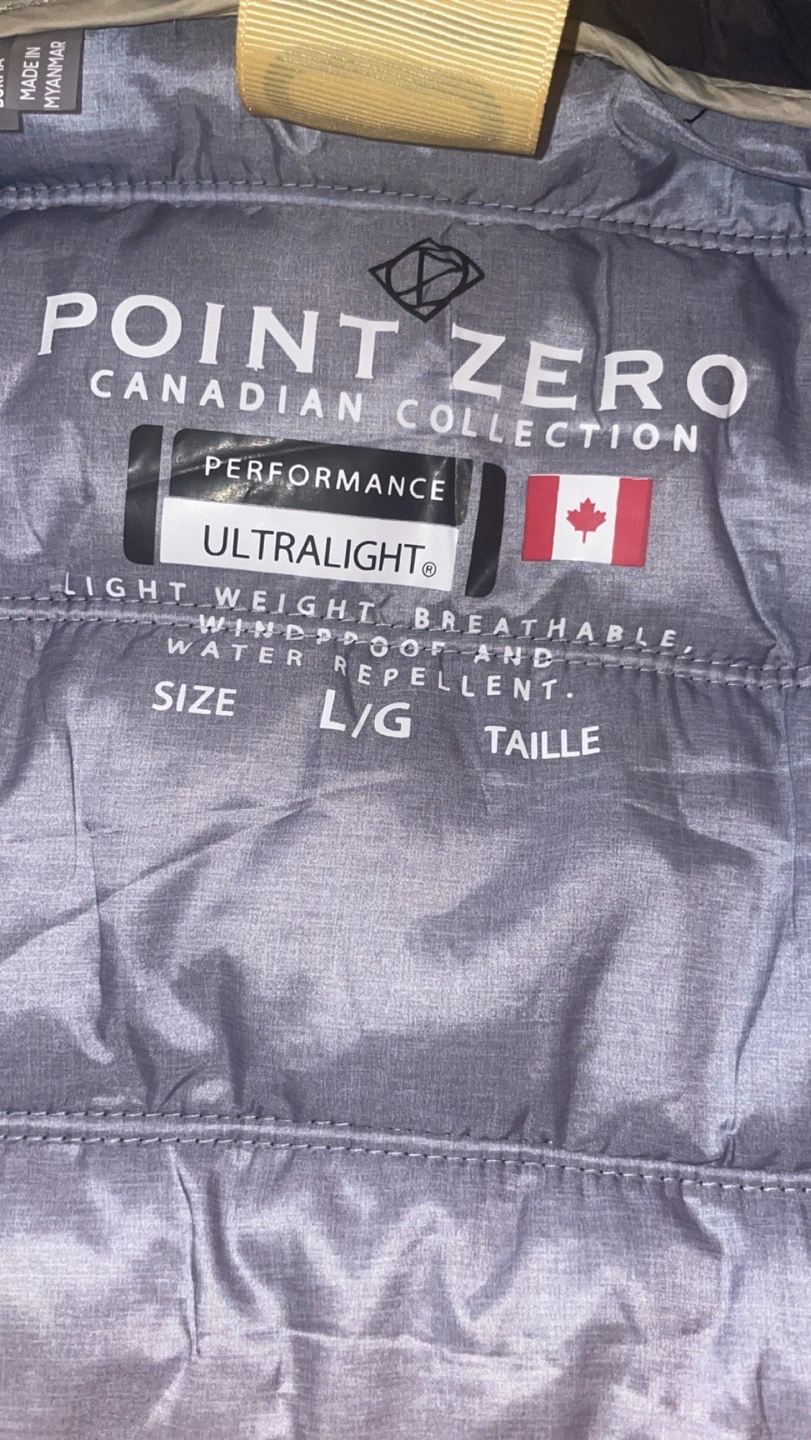 MADE IN
MYANMAR
POINT ZERO
CANADIAN COLLECTION
PERFORMANCE
ULTRALIGHT®
LIGHT WEIGHT, BREATHABLE,
WINDPROOF AND
WATER REPELLENT.
SIZE L/G TAILLE